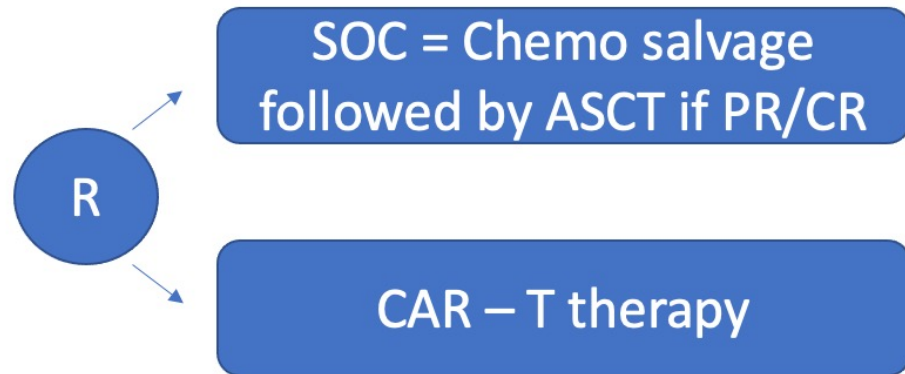 SOC = Chemo salvage
followed by ASCT if PR/CR
R
CAR – T therapy